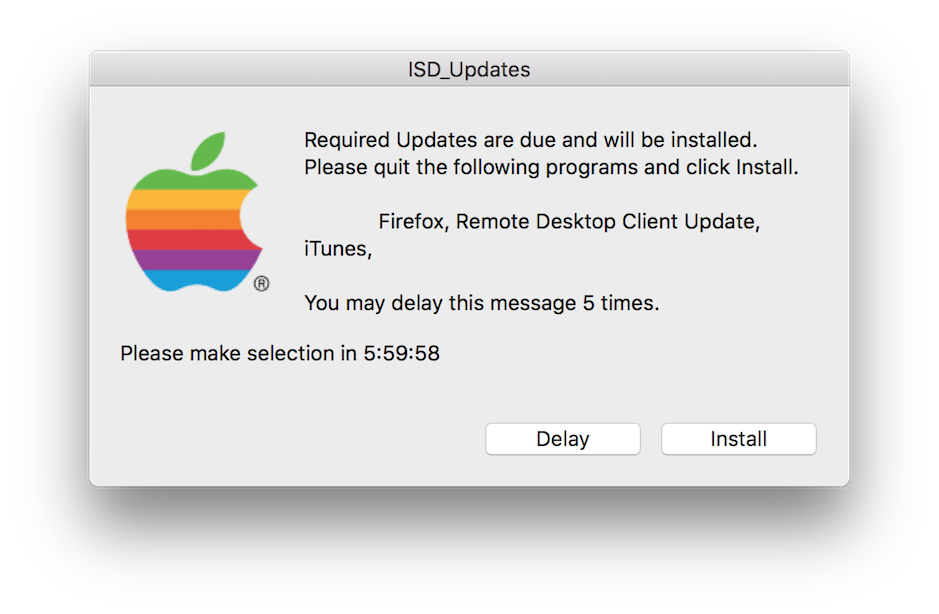 ISD_Updates
Required Updates are due and will be installed.
Please quit the following programs and click Install.
Firefox, Remote Desktop Client Update,
iTunes,
You may delay this message 5 times.
®
Please make selection in 5:59:58
Delay
Install